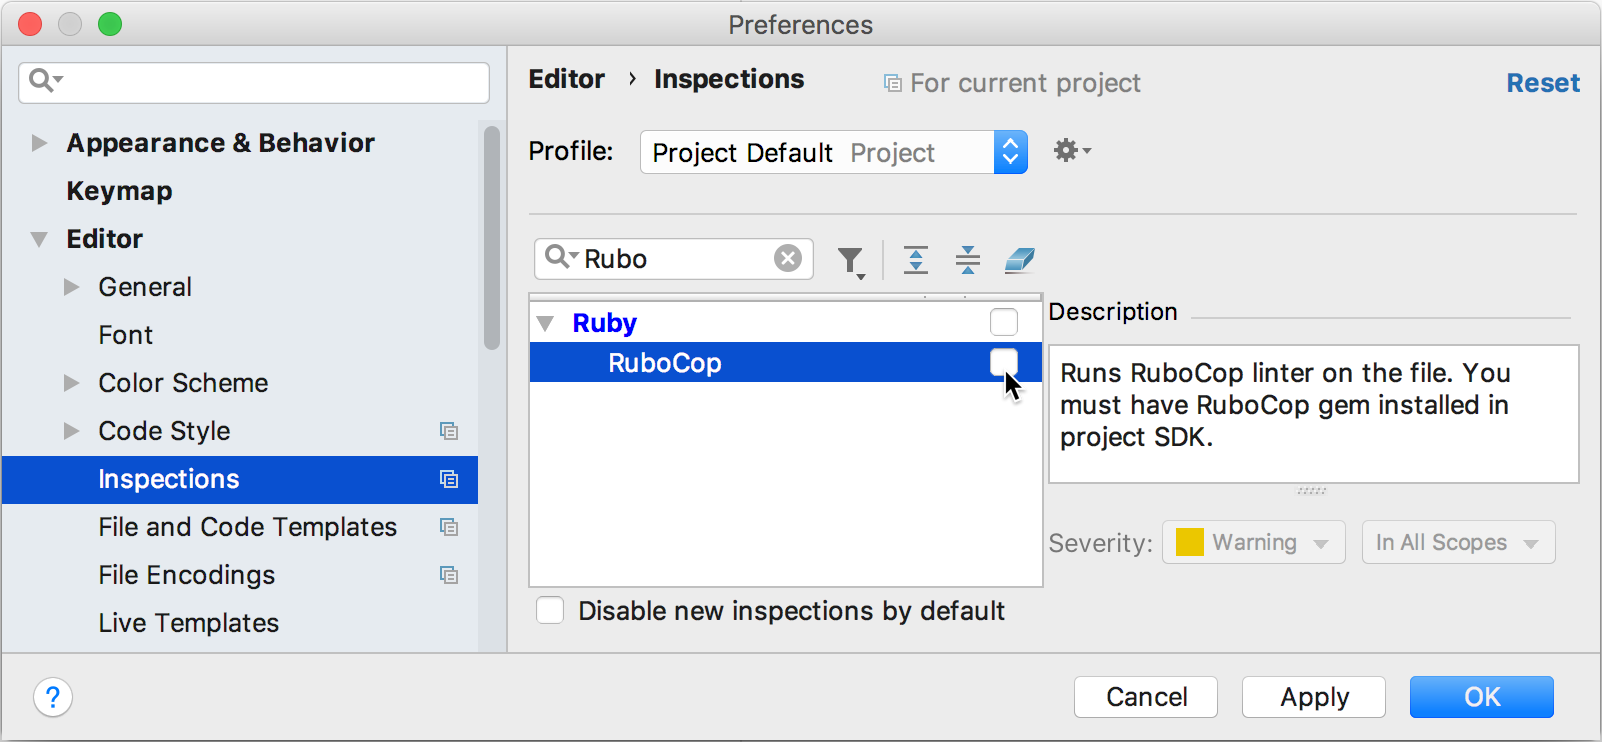 Preferences
Appearance & Behavior
Keymap
Editor
General
Font
Color Scheme
Code Style
Inspections
File and Code Templates
File Encodings
Live Templates
Editor › Inspections
For current project
Reset
Profile:
Project Default Project
Rubo
Ruby
RuboCop
Description
Runs RuboCop linter on the file. You
must have RuboCop gem installed in
project SDK.
Severity:
Warning
In All Scopes
Disable new inspections by default
?
Cancel
Apply
OK